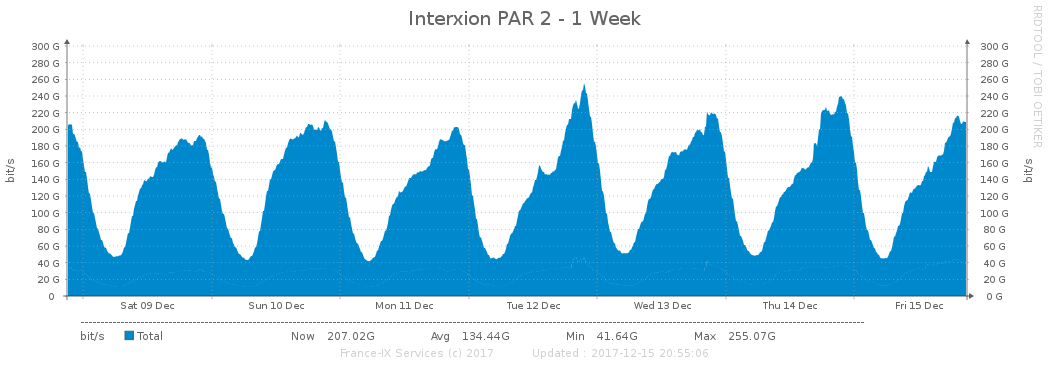 Interxion PAR 2 - 1 Week
RRDTOOL / TOBI OETIKER
bit/s
300 G 300 G
280 G 280 G
260 G 260 G
240 G 240 G
220 G 220 G
200 G 200 G
180 G 180 G
160 G 160 G
140 G 140 G
120 G 120 G
100 G 100 G
80 G 80 G
60 G 60 G
40 G 40 G
20 G 20 G
0 0 G
bit/s
Sat 09 Dec Sun 10 Dec Mon 11 Dec Tue 12 Dec Wed 13 Dec Thu 14 Dec Fri 15 Dec
bit/s Total Now 207.02G Avg 134.44G Min 41.64G Max 255.07G
France-IX Services (c) 2017 Updated : 2017-12-15 20:55:06